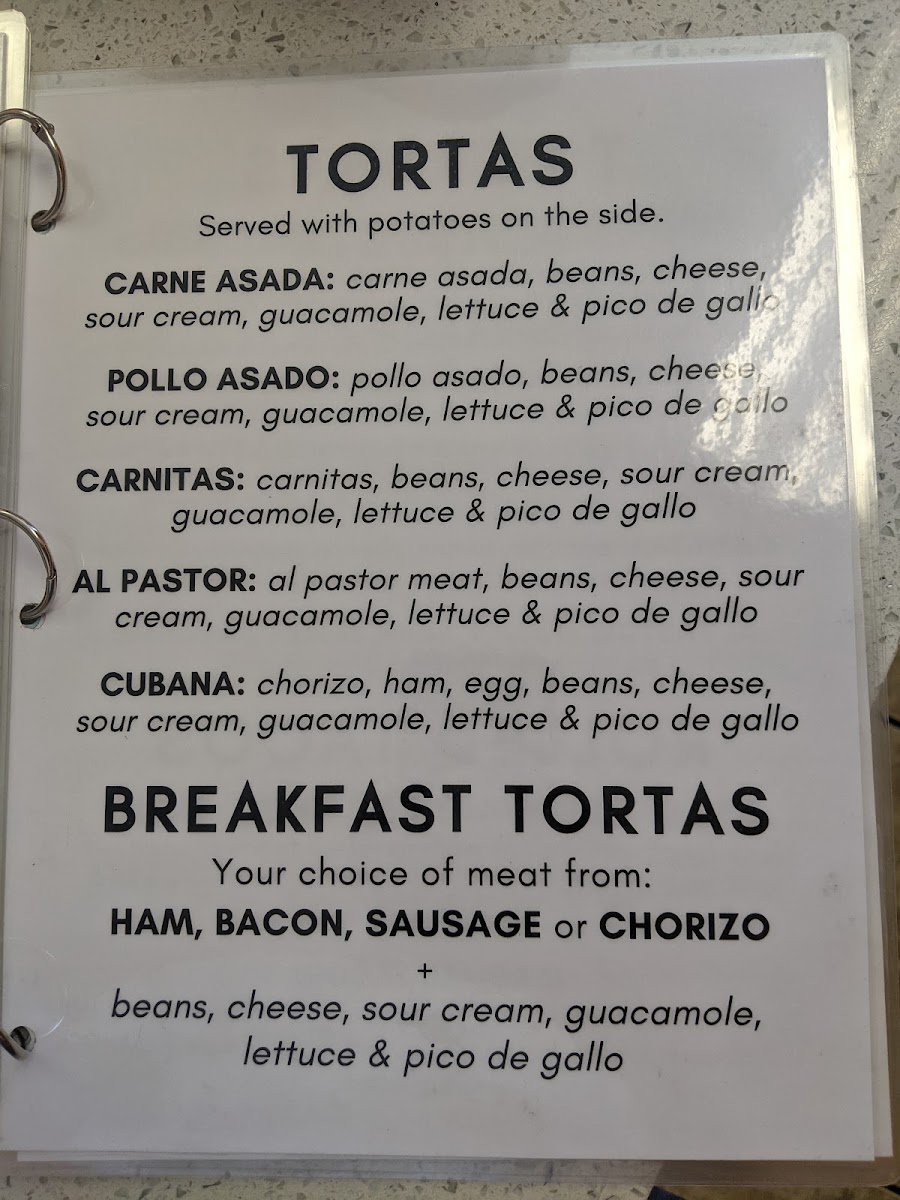 TORTAS
Served with potatoes on the side.
CARNE ASADA: carne asada, beans, cheese,
sour cream, guacamole, lettuce & pico de gallo
POLLO ASADO: pollo asado, beans, cheese,
sour cream, guacamole, lettuce & pico de gallo
CARNITAS: carnitas, beans, cheese, sour cream,
guacamole, lettuce & pico de gallo
AL PASTOR: al pastor meat, beans, cheese, sour
cream, guacamole, lettuce & pico de gallo
CUBANA: chorizo, ham, egg, beans, cheese,
sour cream, guacamole, lettuce & pico de gallo
BREAKFAST TORTAS
Your choice of meat from:
HAM, BACON, SAUSAGE or CHORIZO
+
beans, cheese, sour cream, guacamole,
lettuce & pico de gallo